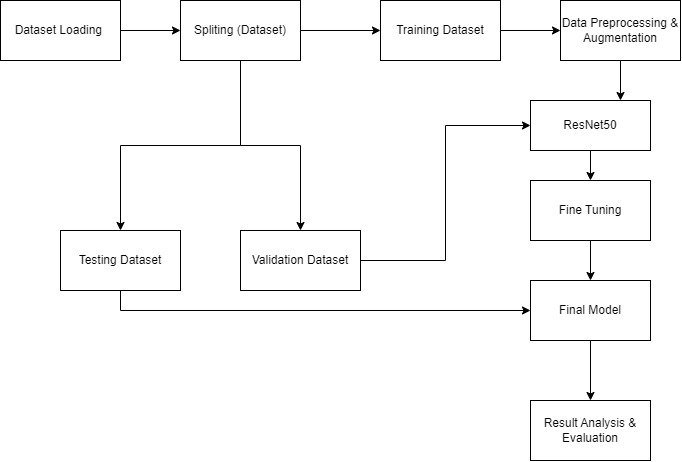 Dataset Loading
Spliting (Dataset)
Training Dataset
Data Preprocessing &
Augmentation
ResNet50
Fine Tuning
Testing Dataset
Validation Dataset
Final Model
Result Analysis &
Evaluation